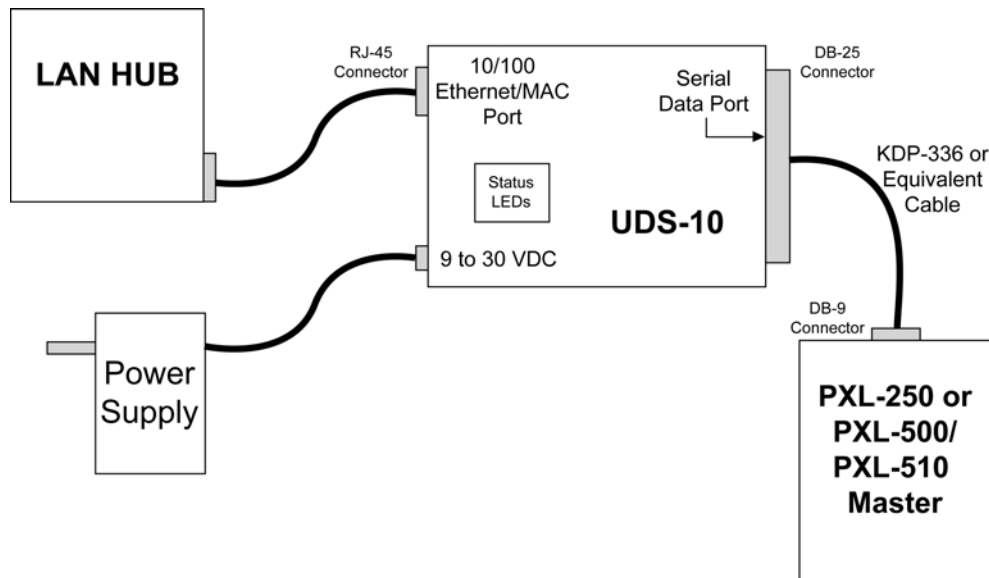 LAN HUB
RJ-45
Connector
10/100
Ethernet/MAC
Port
Serial
Data Port
DB-25
Connector
Status
LEDs
UDS-10
KDP-336 or
Equivalent
Cable
9 to 30 VDC
Power
Supply
DB-9
Connector
PXL-250 or
PXL-500/
PXL-510
Master